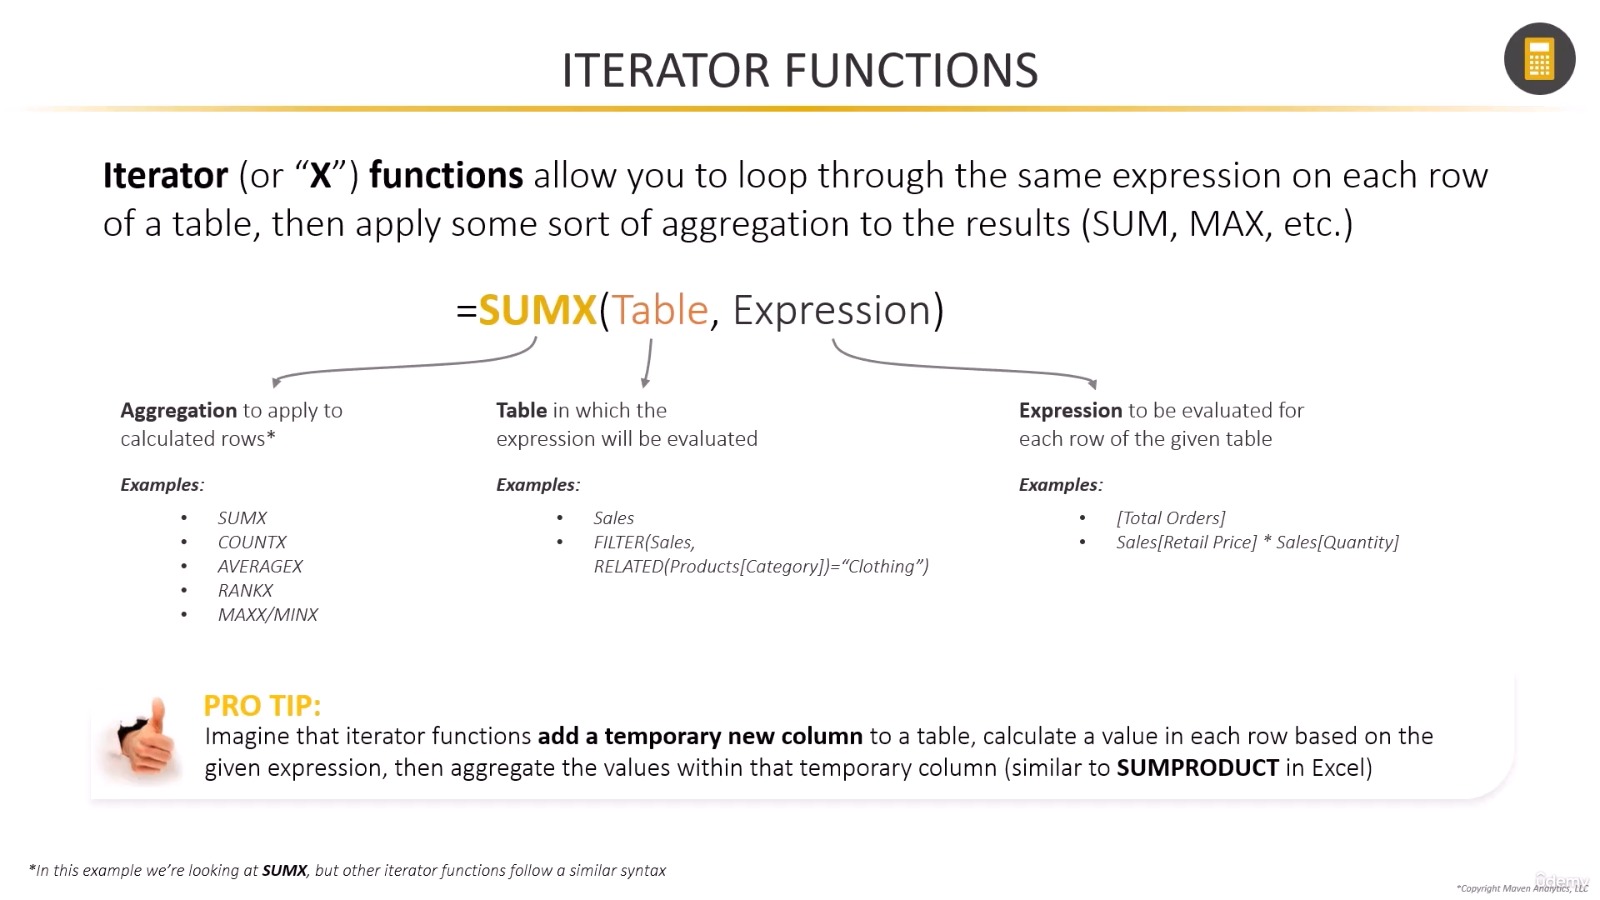 ITERATOR FUNCTIONS
Iterator (or “X”) functions allow you to loop through the same expression on each row
of a table, then apply some sort of aggregation to the results (SUM, MAX, etc.)
=SUMX(Table, Expression)
Aggregation to apply to
calculated rows*
Examples:
• SUMX
• COUNTX
• AVERAGEX
• RANKX
• MAXX/MINX
Table in which the
expression will be evaluated
Examples:
• Sales
• FILTER(Sales,
RELATED(Products[Category])=“Clothing”)
Expression to be evaluated for
each row of the given table
Examples:
• [Total Orders]
• Sales[Retail Price] * Sales[Quantity]
PRO TIP:
Imagine that iterator functions add a temporary new column to a table, calculate a value in each row based on the
given expression, then aggregate the values within that temporary column (similar to SUMPRODUCT in Excel)
*In this example we’re looking at SUMX, but other iterator functions follow a similar syntax
udemy
*Copyright Maven Analytics, LLC